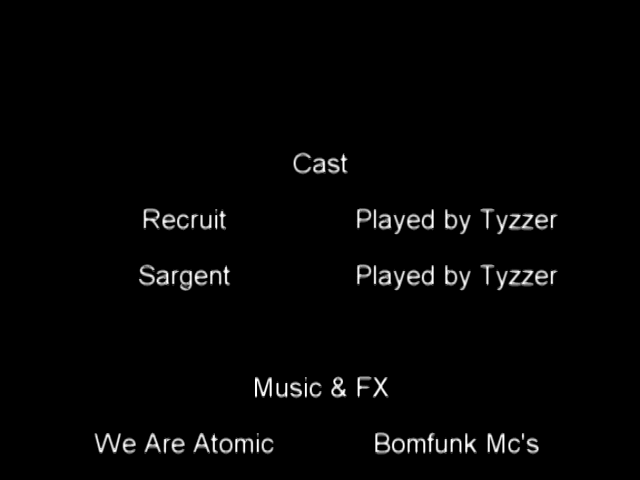 Cast
Recruit Played by Tyzzer
Sargent Played by Tyzzer
Music & FX
We Are Atomic Bomfunk Mc's